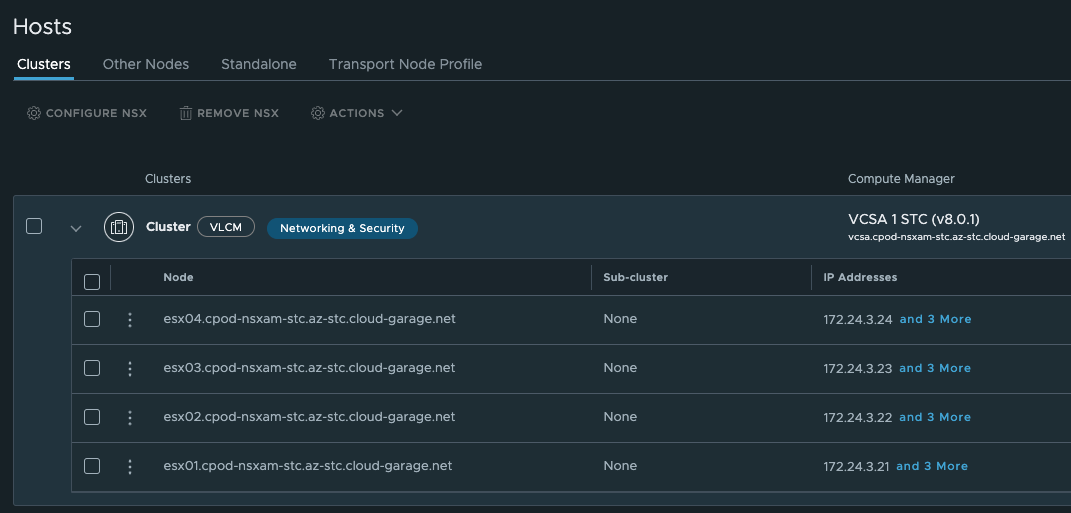 Hosts
Clusters Other Nodes Standalone Transport Node Profile
CONFIGURE NSX REMOVE NSX ACTIONS
Clusters Compute Manager
Cluster VLCM Networking & Security VCSA 1 STC (v8.0.1)
vcsa.cpod-nsxam-stc.az-stc.cloud-garage.net
Node Sub-cluster IP Addresses
esx04.cpod-nsxam-stc.az-stc.cloud-garage.net None 172.24.3.24 and 3 More
esx03.cpod-nsxam-stc.az-stc.cloud-garage.net None 172.24.3.23 and 3 More
esx02.cpod-nsxam-stc.az-stc.cloud-garage.net None 172.24.3.22 and 3 More
esx01.cpod-nsxam-stc.az-stc.cloud-garage.net None 172.24.3.21 and 3 More